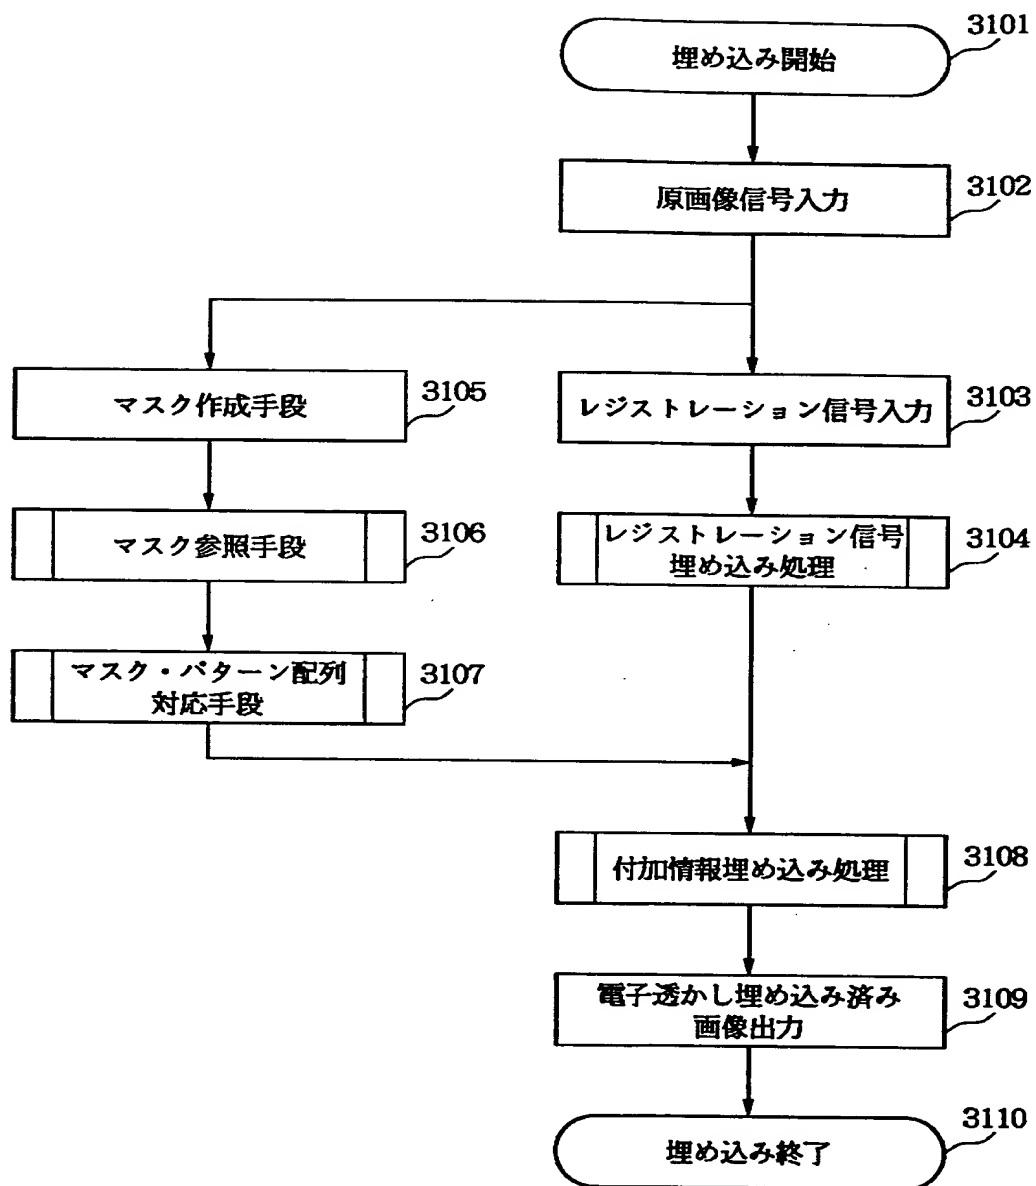 3101
埋め込み開始
3102
原画像信号入力
マスク作成手段
3105
レジストレーション信号入力
3103
マスク参照手段
3106
レジストレーション信号
埋め込み処理
3104
マスク・パターン配列
対応手段
3107
付加情報埋め込み処理
3108
電子透かし埋め込み済み
画像出力
3109
埋め込み終了
3110